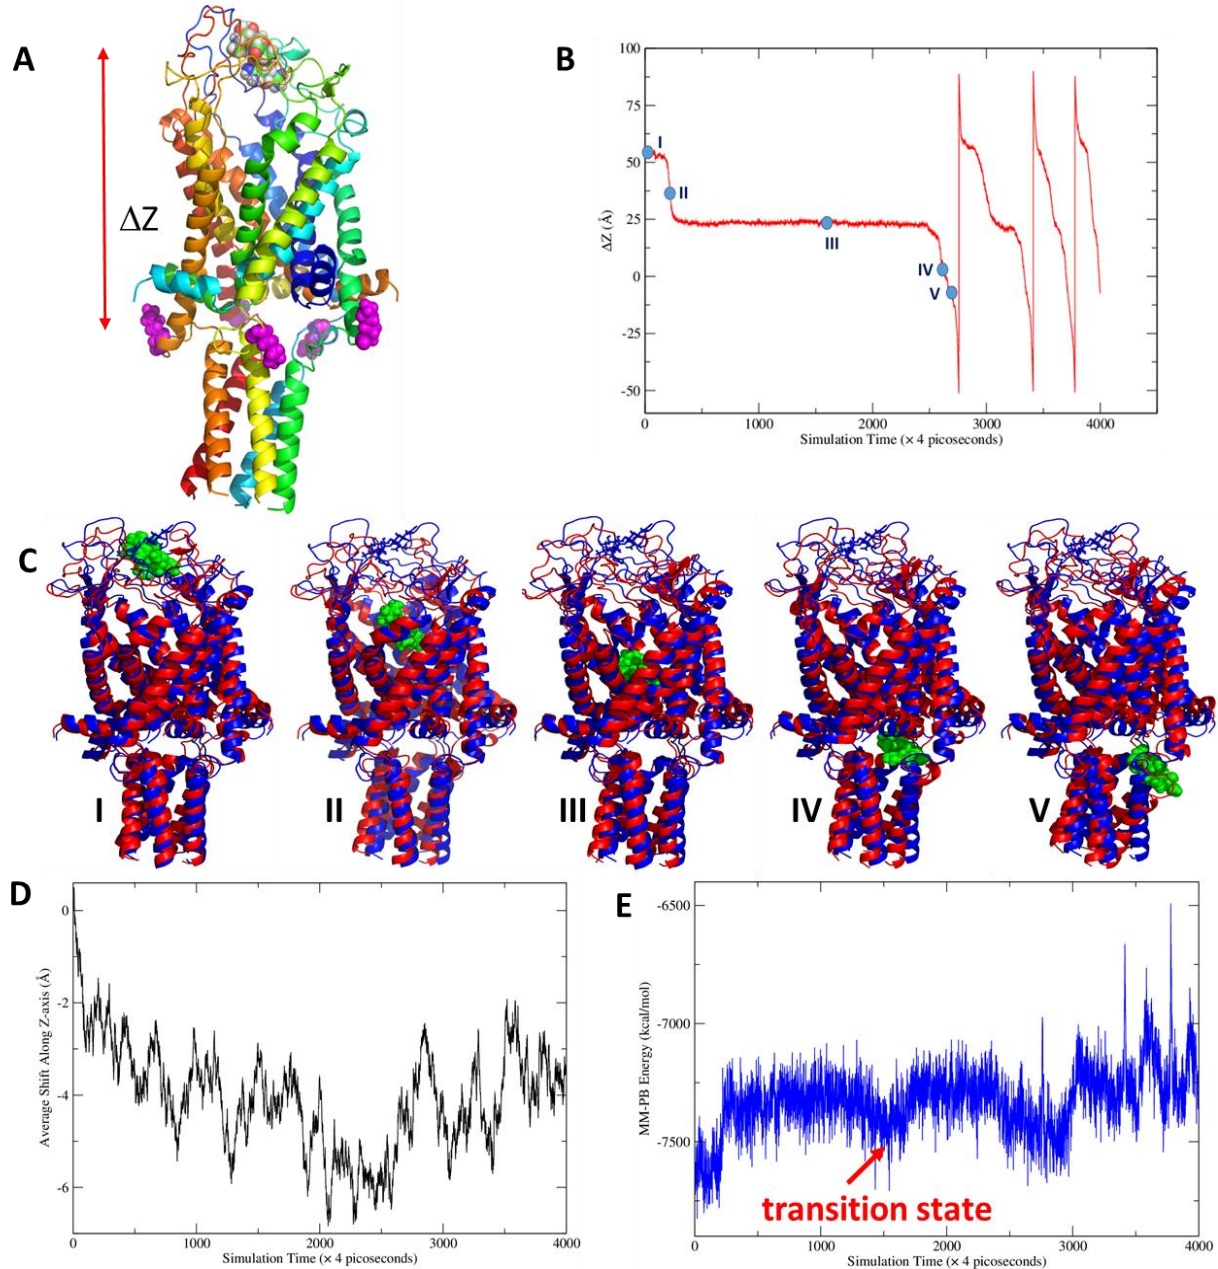 A
ΔZ
B
100
75
50
25
0
-25
-50
ΔZ (Å)
I
II
III
IV
V
0
1000
2000
3000
4000
Simulation Time (× 4 picoseconds)
C
I
II
III
IV
V
D
0
-2
-4
-6
Average Shift Along Z-axis (Å)
0
1000
2000
3000
4000
Simulation Time (× 4 picoseconds)
E
-6500
-7000
-7500
MM-PB Energy (kcal/mol)
transition state
0
1000
2000
3000
4000
Simulation Time (× 4 picoseconds)